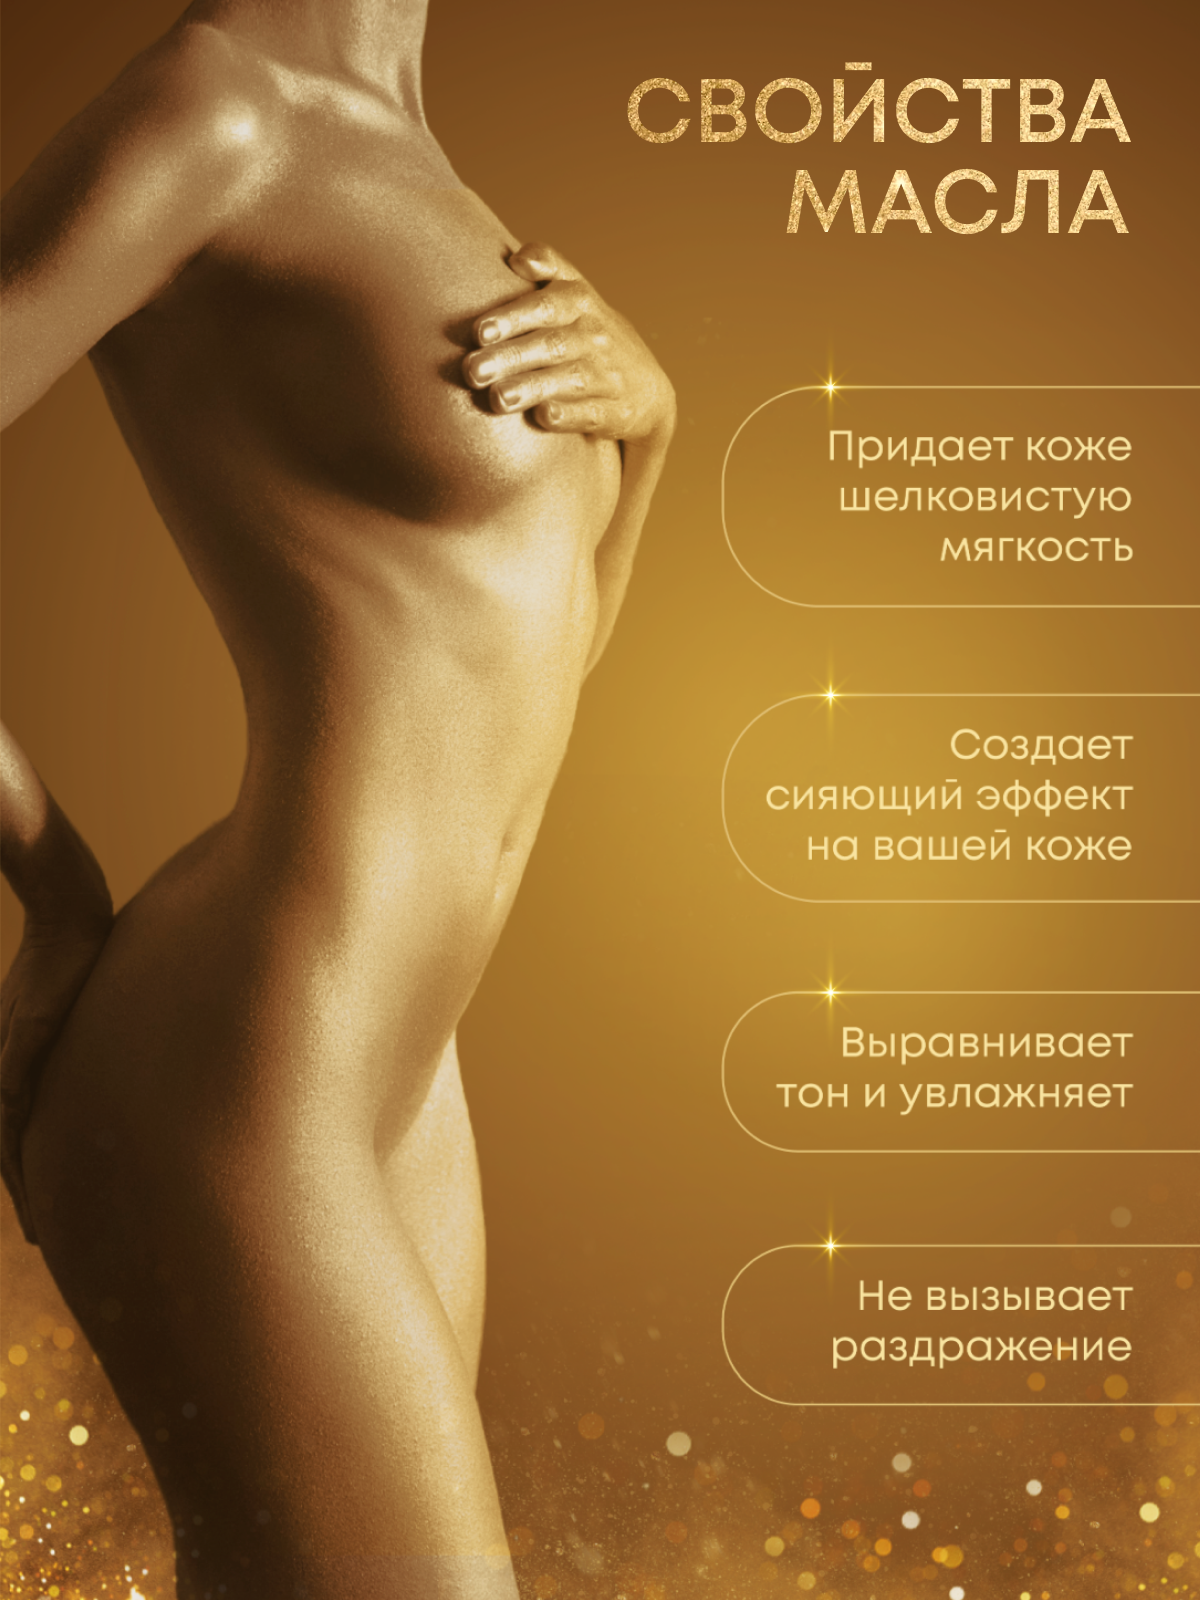 СВОЙСТВА
МАСЛА
Придает коже
шелковистую
мягкость
Создает
сияющий эффект
на вашей коже
Выравнивает
тон и увлажняет
Не вызывает
раздражение